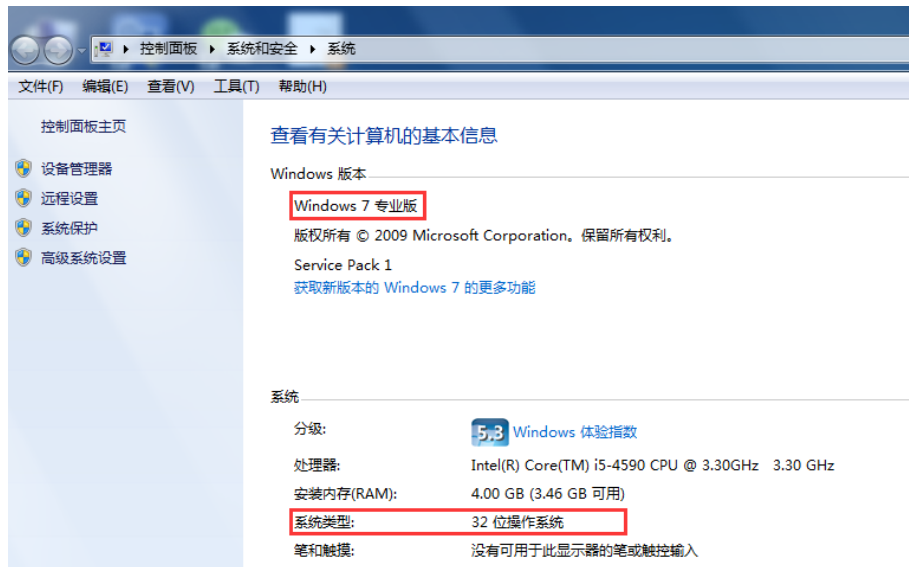 控制面板 ▸ 系统和安全 ▸ 系统
文件(F) 编辑(E) 查看(V) 工具(T) 帮助(H)
控制面板主页
设备管理器
远程设置
系统保护
高级系统设置
查看有关计算机的基本信息
Windows 版本
Windows 7 专业版
版权所有 © 2009 Microsoft Corporation。保留所有权利。
Service Pack 1
获取新版本的 Windows 7 的更多功能
系统
分级: 5.3 Windows 体验指数
处理器: Intel(R) Core(TM) i5-4590 CPU @ 3.30GHz 3.30 GHz
安装内存(RAM): 4.00 GB (3.46 GB 可用)
系统类型: 32 位操作系统
笔和触摸: 没有可用于此显示器的笔或触控输入